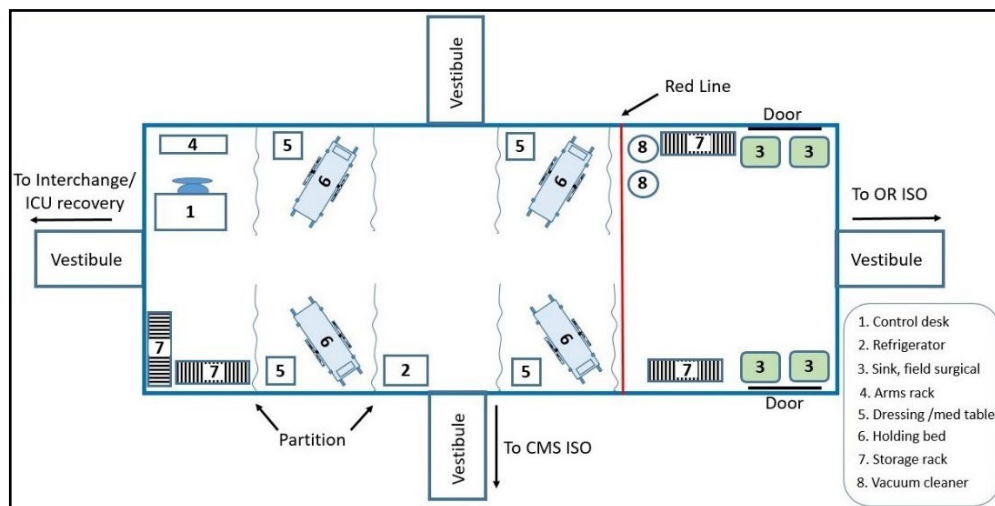 Vestibule
Red Line
Door
4
5
5
8
7
3
3
6
6
8
To Interchange/
ICU recovery
1
To OR ISO
Vestibule
Vestibule
7
7
5
6
2
5
6
7
3
3
Door
Partition
Vestibule
To CMS ISO
1. Control desk
2. Refrigerator
3. Sink, field surgical
4. Arms rack
5. Dressing /med table
6. Holding bed
7. Storage rack
8. Vacuum cleaner